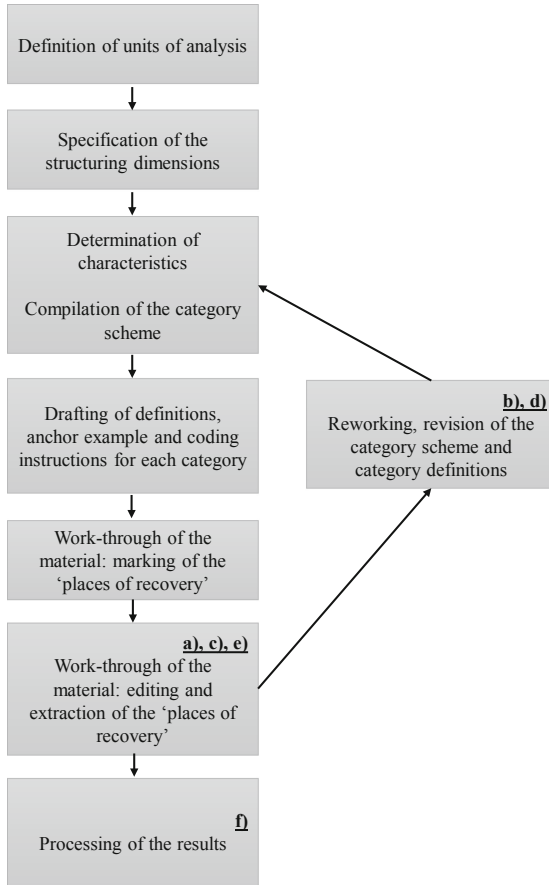 Definition of units of analysis
Specification of the
structuring dimensions
Determination of
characteristics
Compilation of the category
scheme
Drafting of definitions,
anchor example and coding
instructions for each category
Work-through of the
material: marking of the
‘places of recovery’
a), c), e)
Work-through of the
material: editing and
extraction of the ‘places of
recovery’
b), d)
Reworking, revision of the
category scheme and
category definitions
f)
Processing of the results